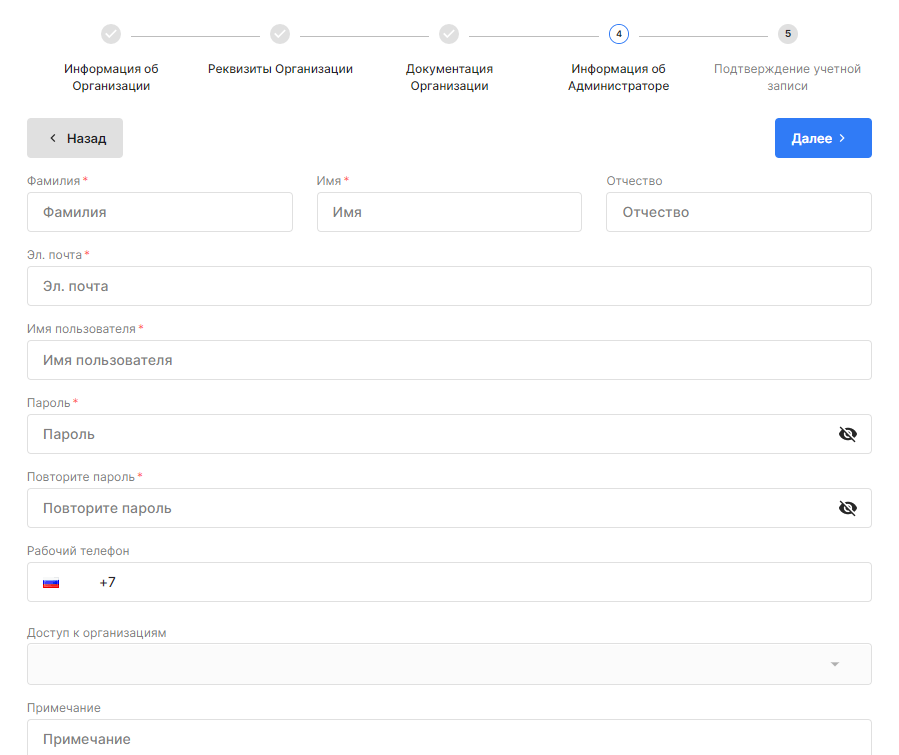 4
5
Информация об
Организации
Реквизиты Организации
Документация
Организации
Информация об
Администраторе
Подтверждение учетной
записи
Назад
Далее
Фамилия *
Имя *
Отчество
Фамилия
Имя
Отчество
Эл. почта *
Эл. почта
Имя пользователя *
Имя пользователя
Пароль *
Пароль
Повторите пароль *
Повторите пароль
Рабочий телефон
+7
Доступ к организациям
Примечание
Примечание